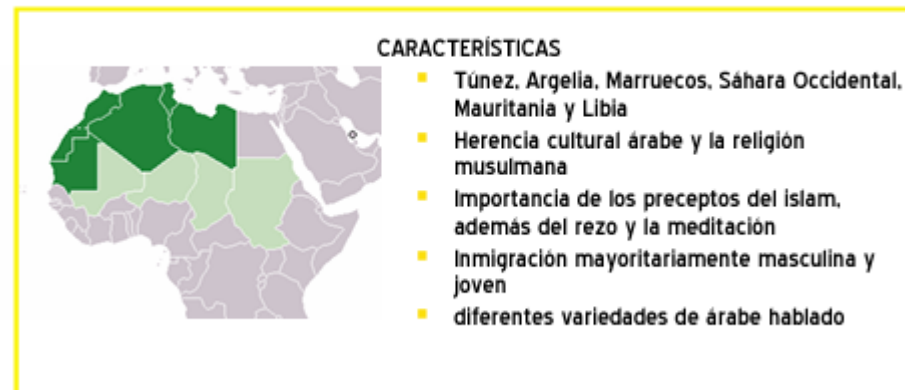 CARACTERÍSTICAS
Túnez, Argelia, Marruecos, Sáhara Occidental,
Mauritania y Libia
Herencia cultural árabe y la religión
musulmana
Importancia de los preceptos del islam,
además del rezo y la meditación
Inmigración mayoritariamente masculina y
joven
diferentes variedades de árabe hablado